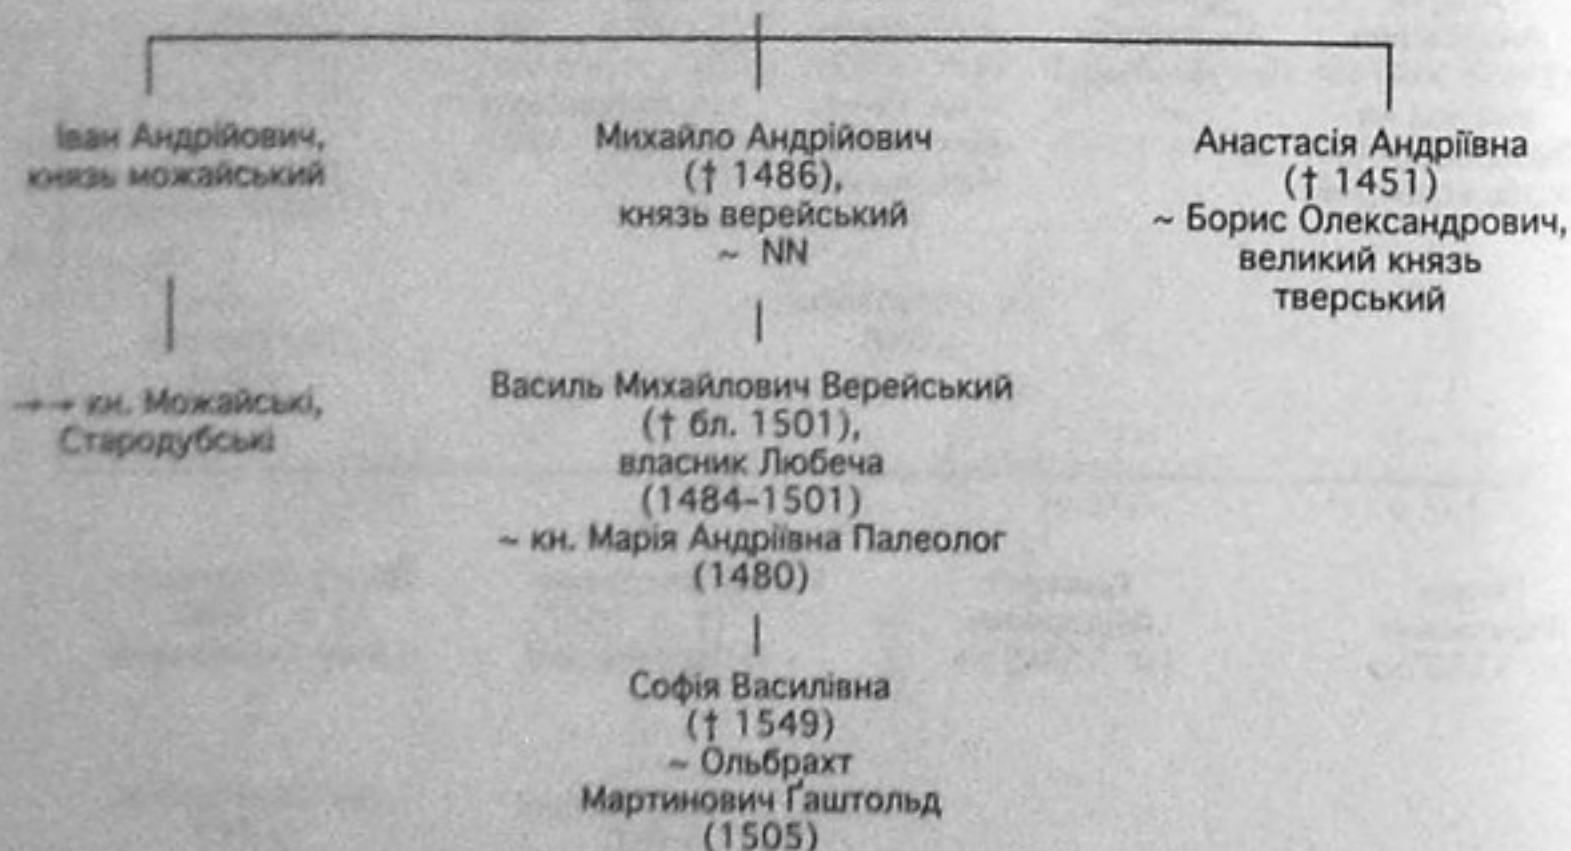 Іван Андрійович,
князь можайський
→→ кн. Можайські,
Стародубські
Михайло Андрійович
(† 1486),
князь верейський
~ NN
Василь Михайлович Верейський
(† бл. 1501),
власник Любеча
(1484–1501)
~ кн. Марія Андріївна Палеолог
(1480)
Софія Василівна
(† 1549)
~ Ольбрахт
Мартинович Ґаштольд
(1505)
Анастасія Андріївна
(† 1451)
~ Борис Олександрович,
великий князь
тверський